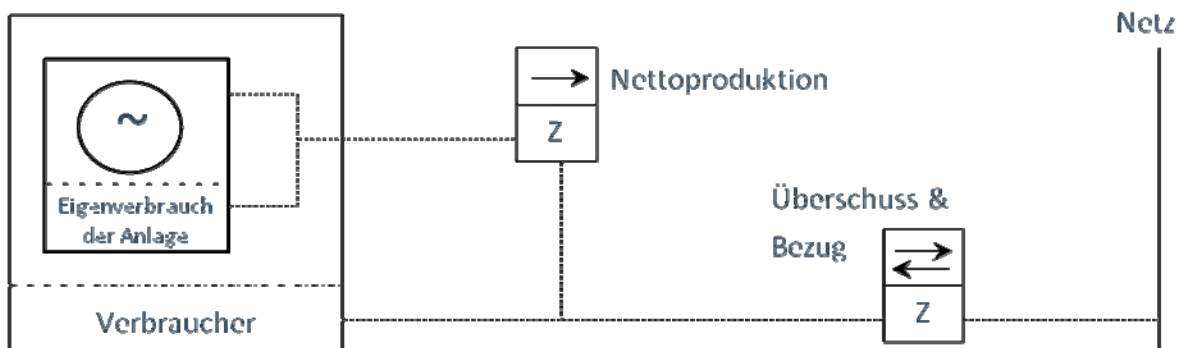 Netz
Nettoproduktion
~
Z
Eigenverbrauch
der Anlage
Überschuss &
Bezug
Z
Verbraucher